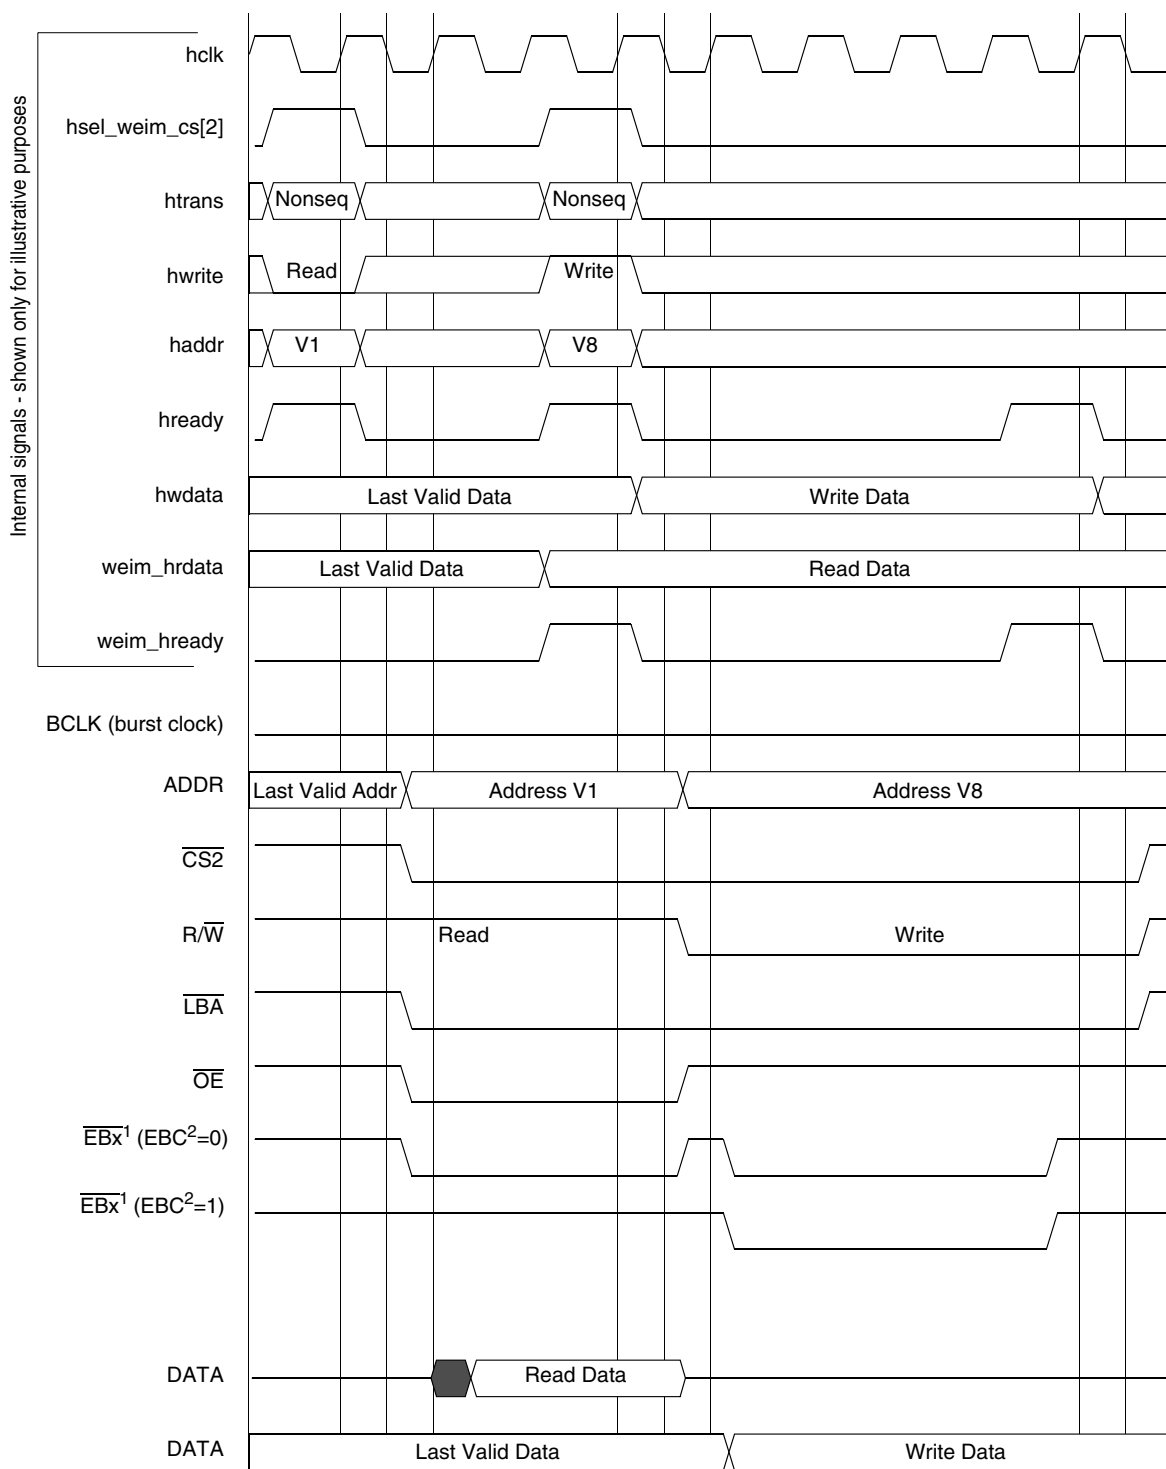 Internal signals - shown only for illustrative purposes
hclk
hsel_weim_cs[2]
htrans Nonseq Nonseq
hwrite Read Write
haddr V1 V8
hready
hwdata Last Valid Data Write Data
weim_hrdata Last Valid Data Read Data
weim_hready
BCLK (burst clock)
ADDR Last Valid Addr Address V1 Address V8
CS2
R/W Read Write
LBA
OE
EBx1 (EBC2=0)
EBx1 (EBC2=1)
DATA Read Data
DATA Last Valid Data Write Data